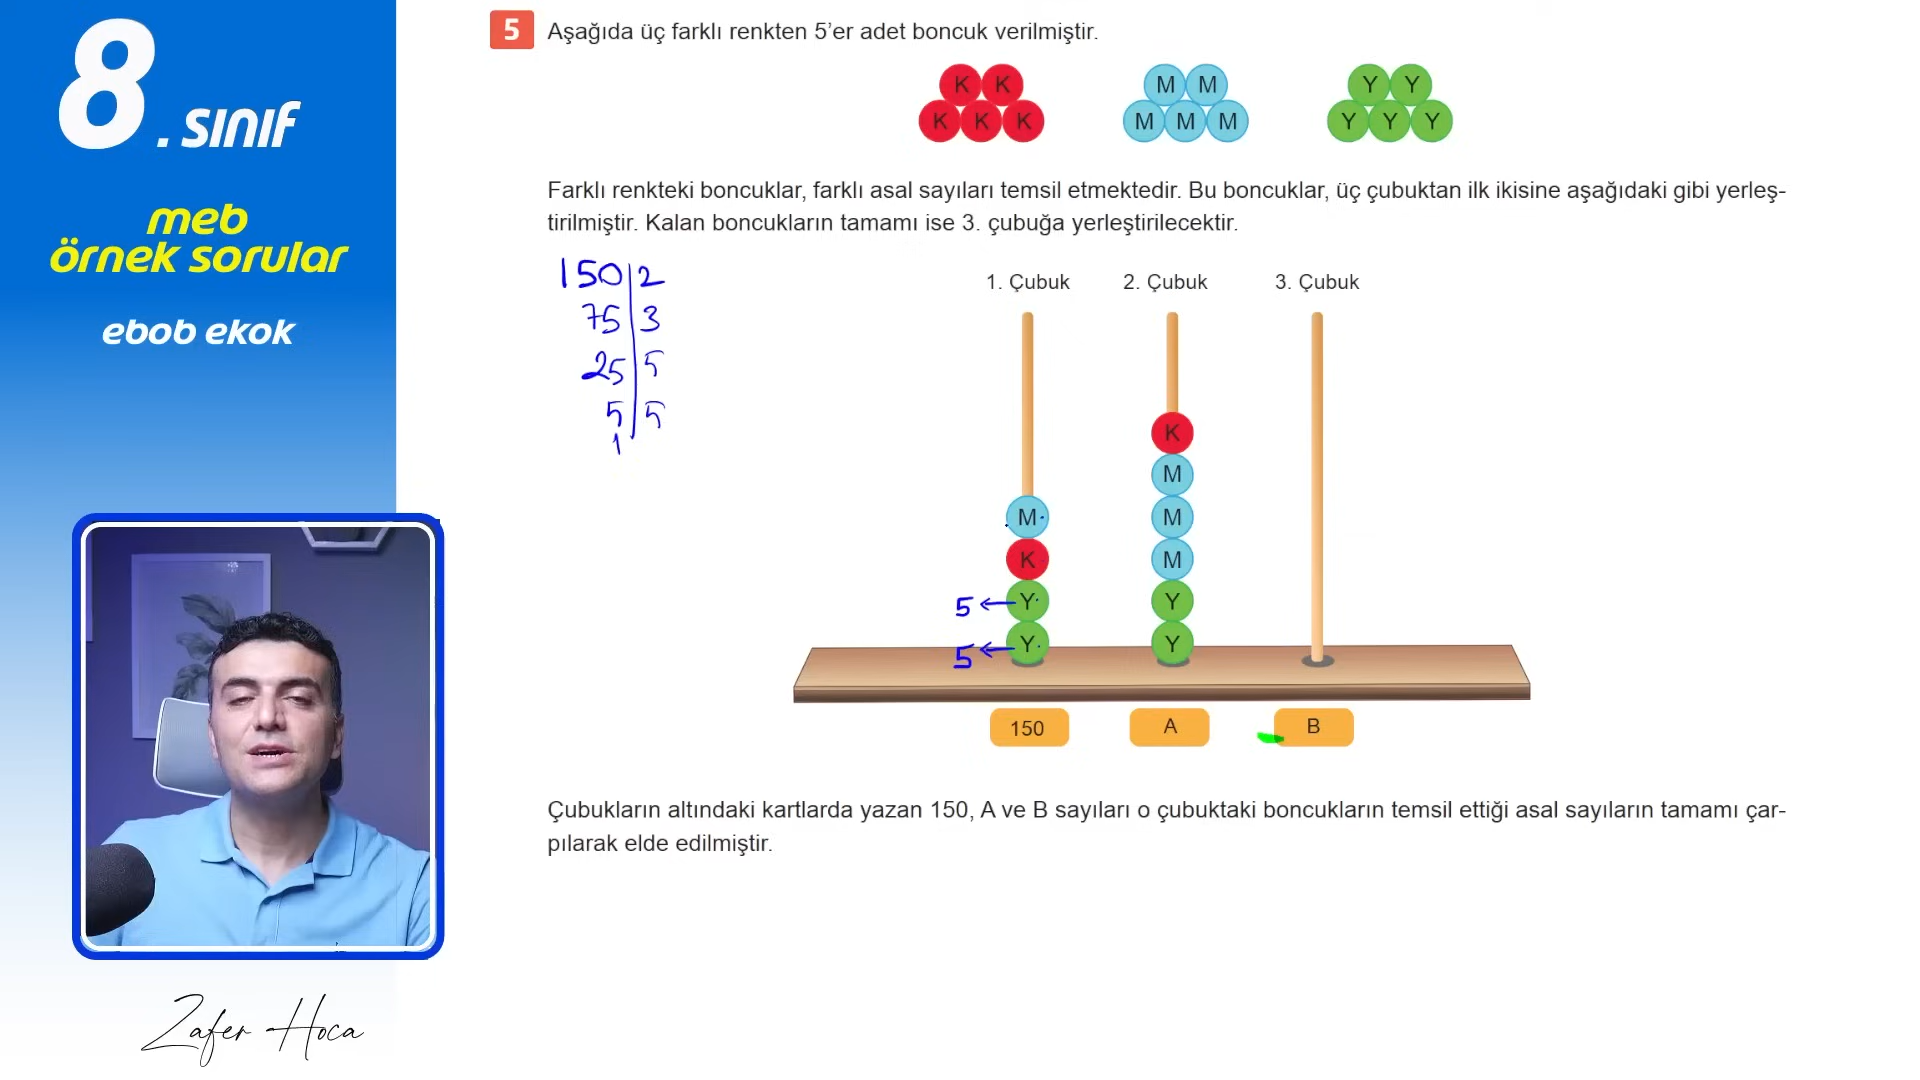 8. sınıf
meb
örnek sorular
ebob ekok
5 Aşağıda üç farklı renkten 5’er adet boncuk verilmiştir.
K K M M Y Y
K K K M M M Y Y Y
Farklı renkteki boncuklar, farklı asal sayıları temsil etmektedir. Bu boncuklar, üç çubuktan ilk ikisine aşağıdaki gibi yerleş-
tirilmiştir. Kalan boncukların tamamı ise 3. çubuğa yerleştirilecektir.
150 2
75 3
25 5
5 5
1
1. Çubuk 2. Çubuk 3. Çubuk
K
M
M M
K M
5 Y Y
5 Y Y
150 A B
Çubukların altındaki kartlarda yazan 150, A ve B sayıları o çubuktaki boncukların temsil ettiği asal sayıların tamamı çar-
pılarak elde edilmiştir.
Zafer Hoca